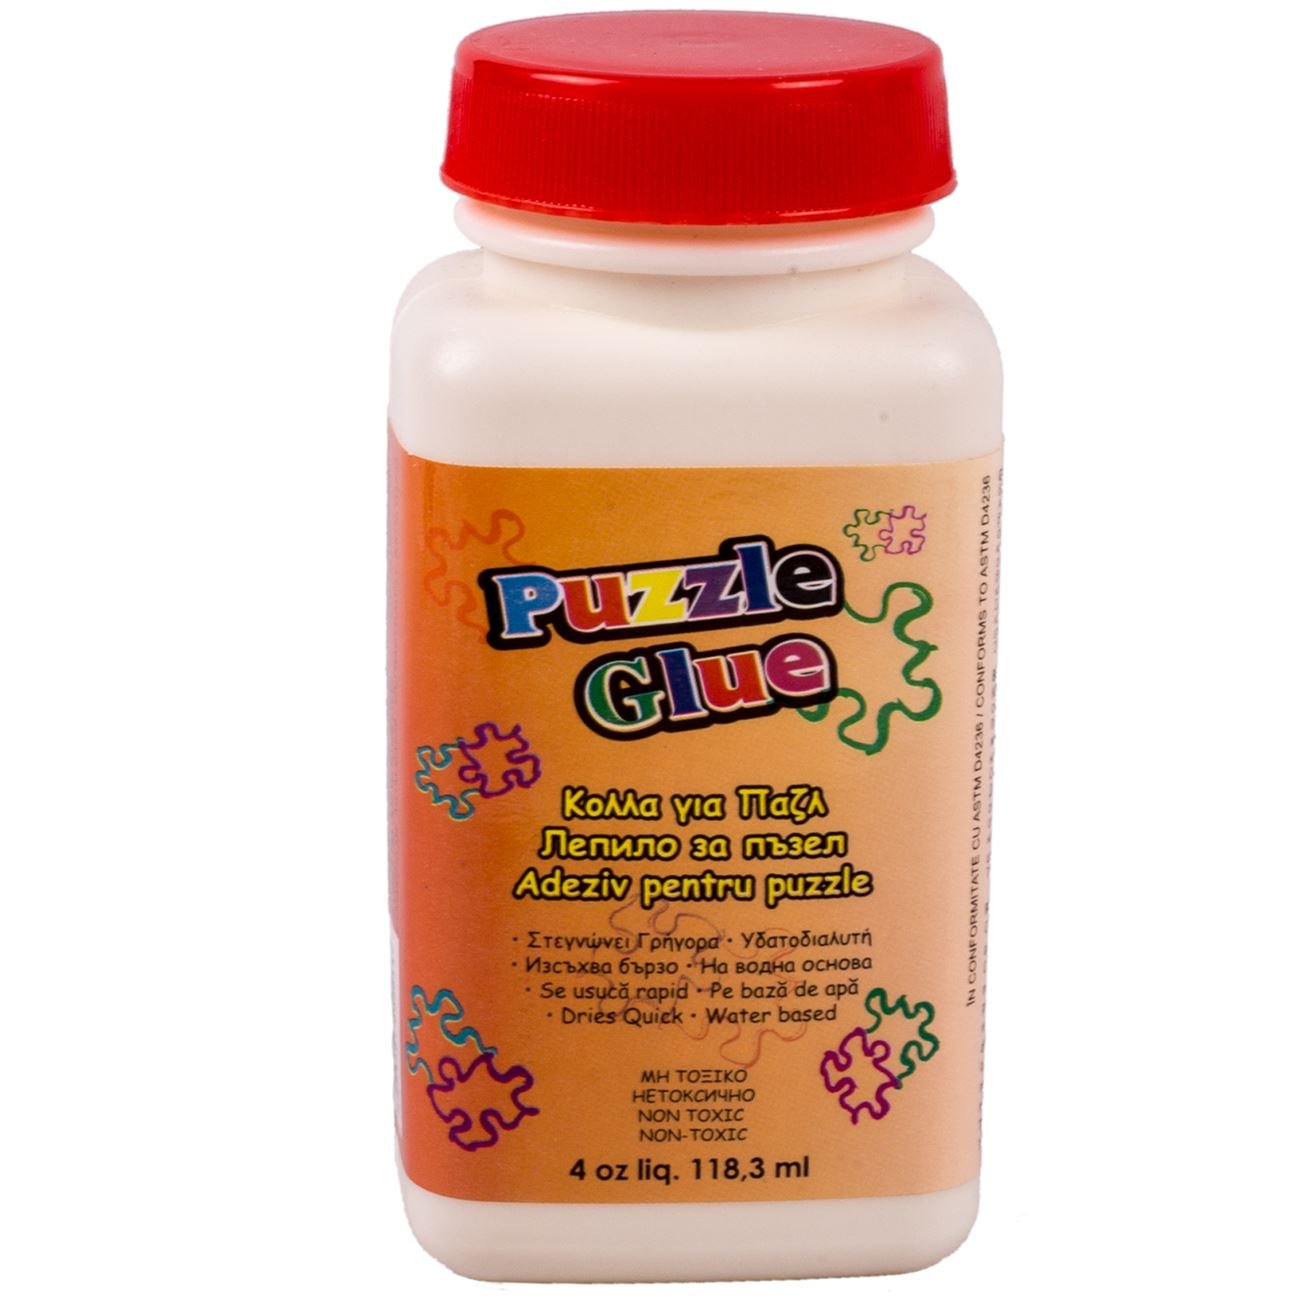 Puzzle
Glue
Κολλα για Παζλ
Лепило за пъзел
Adeziv pentru puzzle
· Στεγνώνει Γρήγορα · Υδατοδιαλυτή
· Изсъхва бързо · На водна основа
· Se usucă rapid · Pe bază de apă
· Dries Quick · Water based
ΜΗ ΤΟΞΙΚΟ
НЕТОКСИЧНО
NON TOXIC
NON-TOXIC
4 oz liq. 118,3 ml
IN CONFORMITATE CU ASTM D4236 / CONFORMS TO ASTM D4236